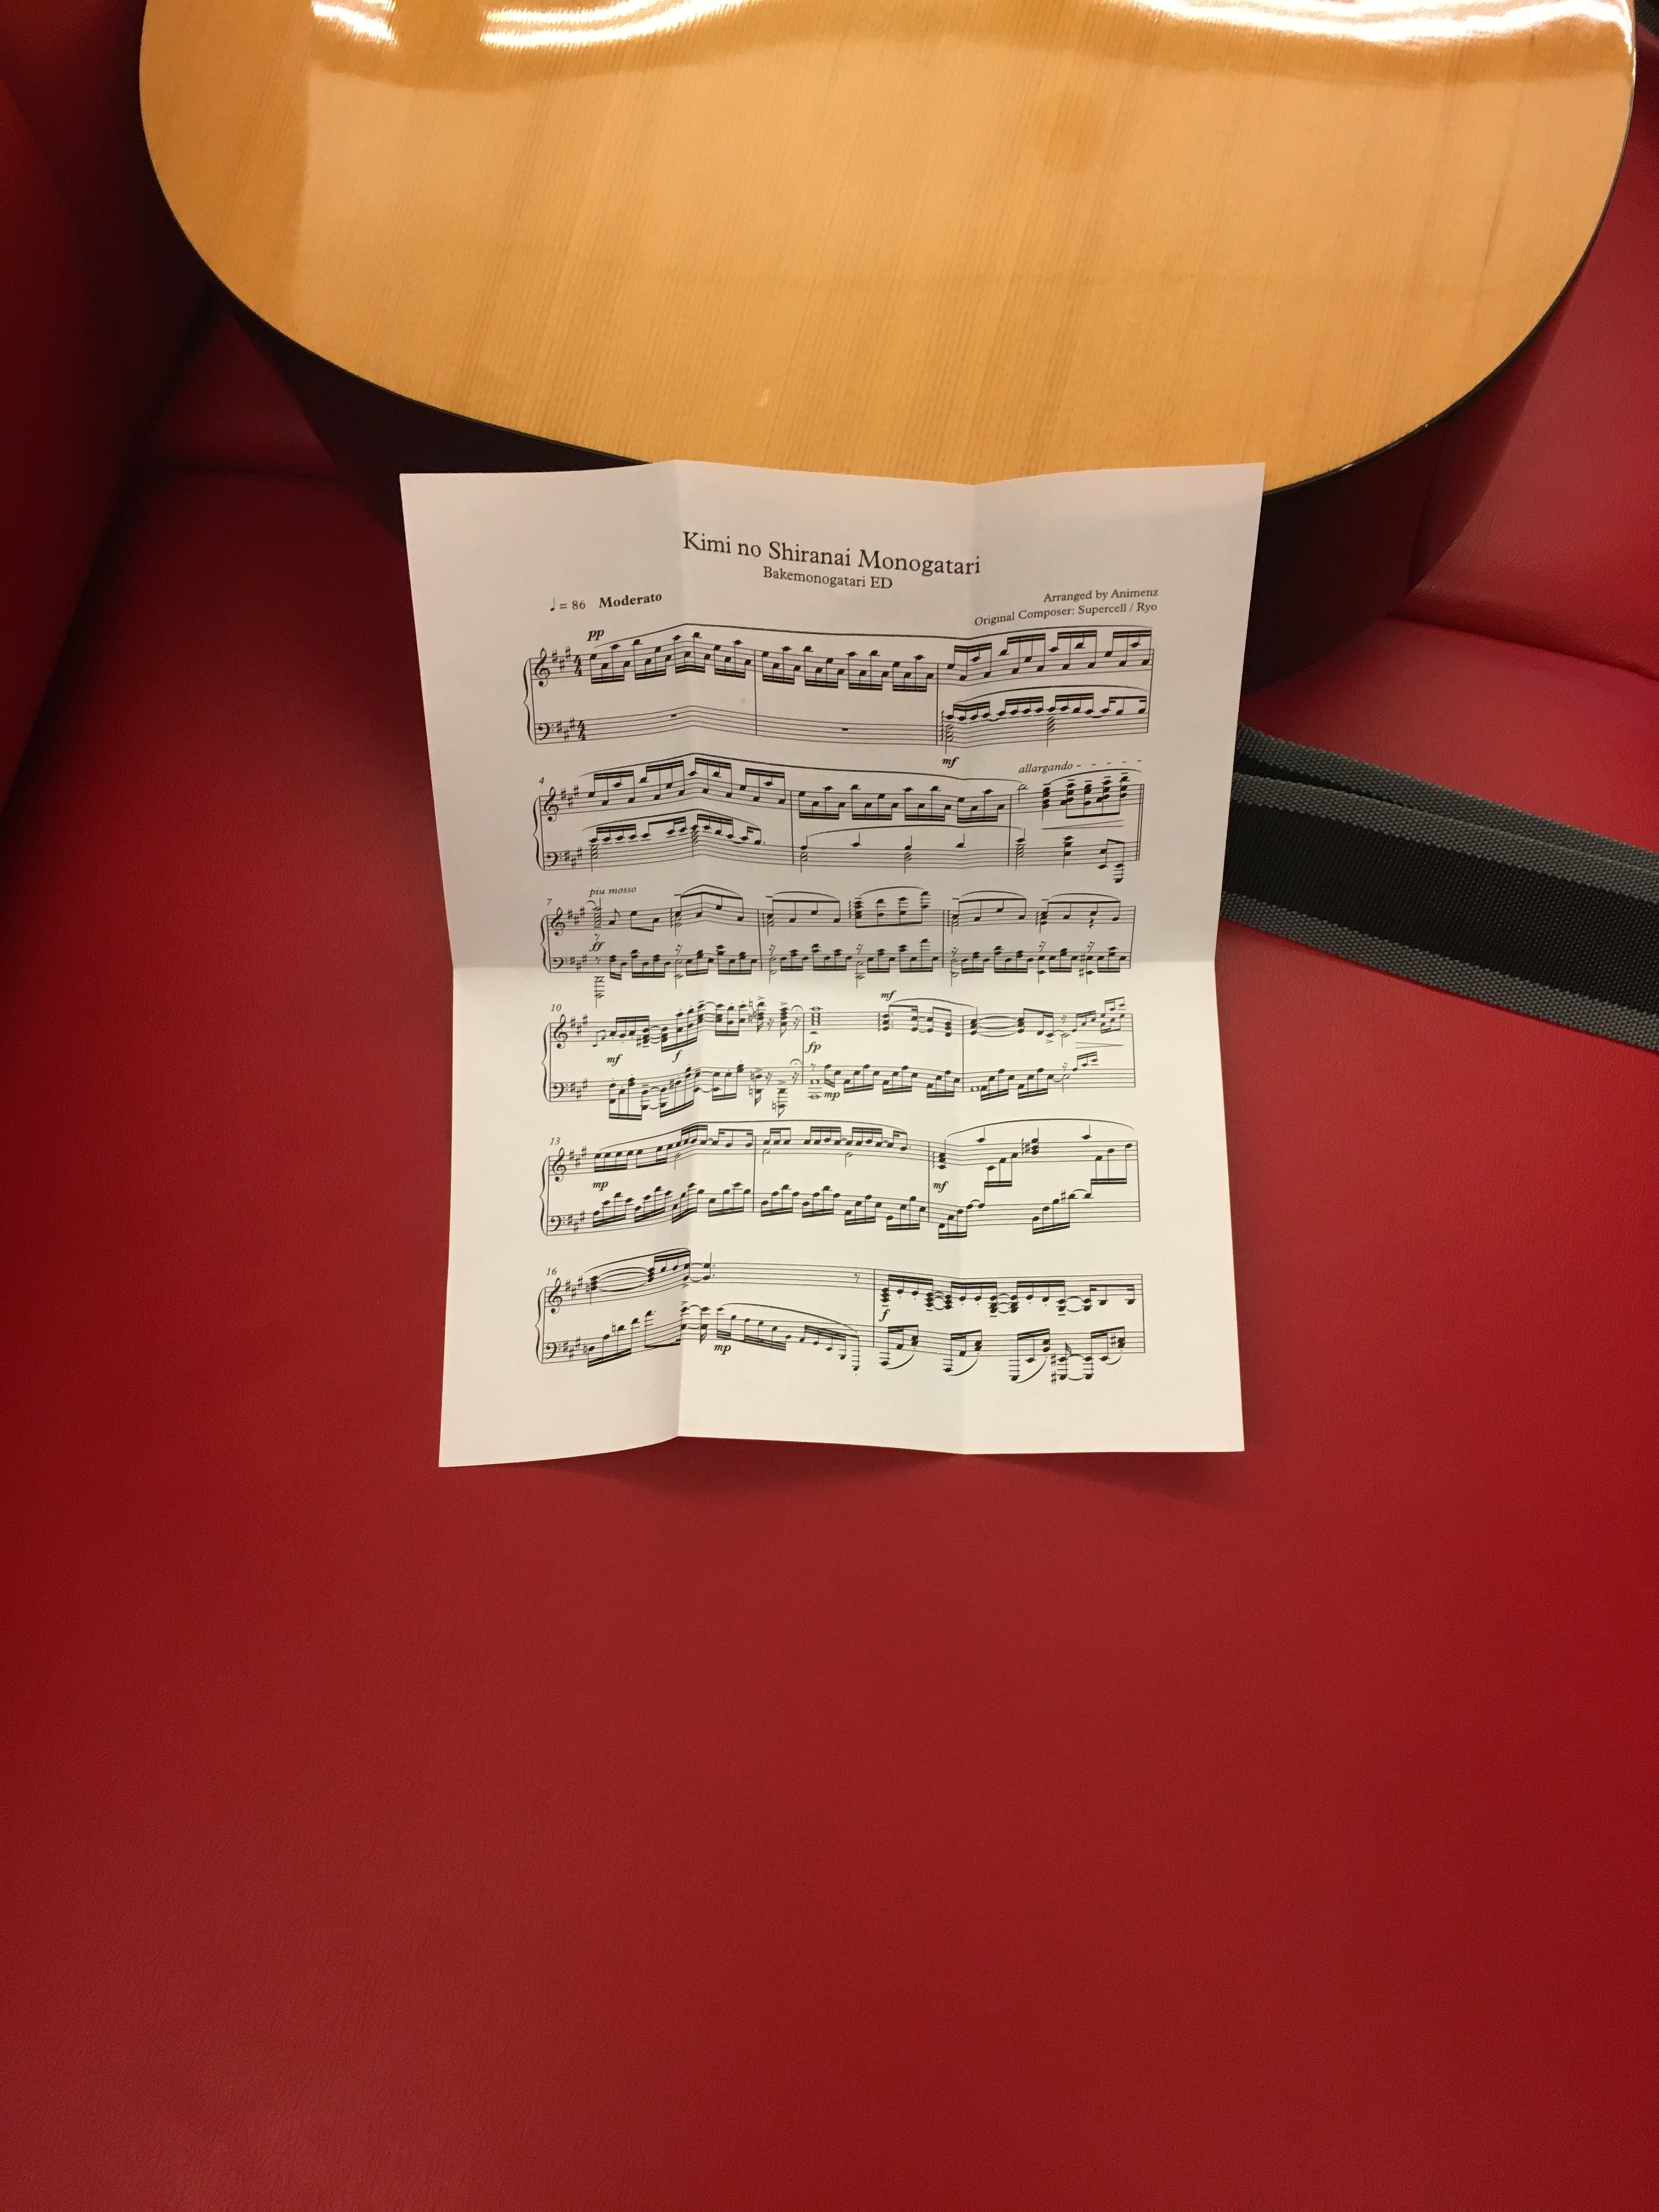 Kimi no Shiranai Monogatari
Bakemonogatari ED
♩ = 86 Moderato
Arranged by Animenz
Original Composer: Supercell / Ryo
pp
mf
4
allargando
7
piu mosso
ff
10
mf
f
fp
mf
mp
13
mp
mf
16
mp
f